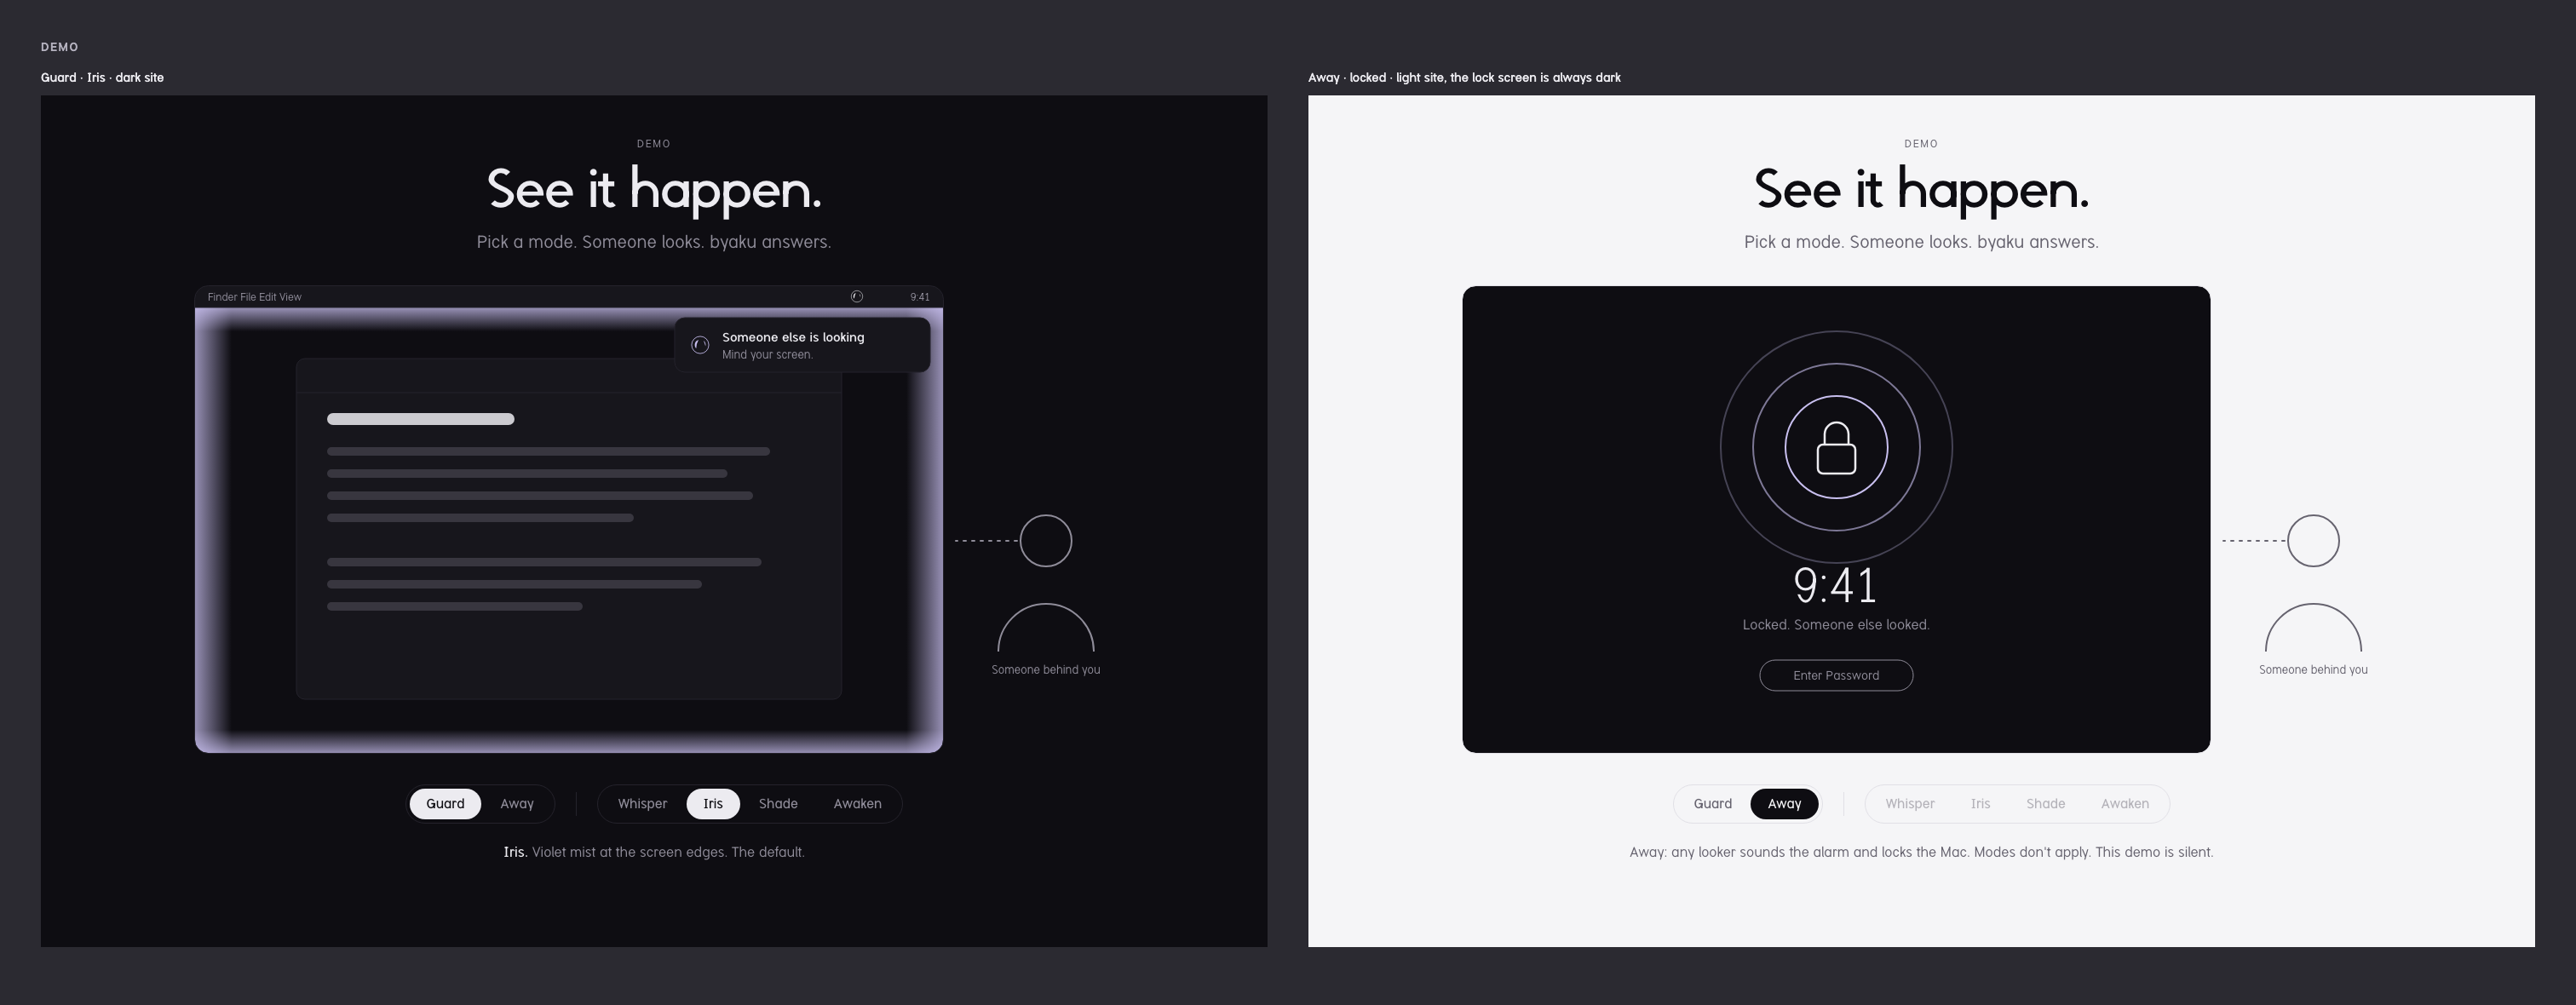 DEMO
Guard · Iris · dark site
DEMO
See it happen.
Pick a mode. Someone looks. byaku answers.
Finder File Edit View
9:41
Someone else is looking
Mind your screen.
Someone behind you
Guard
Away
Whisper
Iris
Shade
Awaken
Iris. Violet mist at the screen edges. The default.
Away · locked · light site, the lock screen is always dark
DEMO
See it happen.
Pick a mode. Someone looks. byaku answers.
9:41
Locked. Someone else looked.
Enter Password
Someone behind you
Guard
Away
Whisper
Iris
Shade
Awaken
Away: any looker sounds the alarm and locks the Mac. Modes don't apply. This demo is silent.